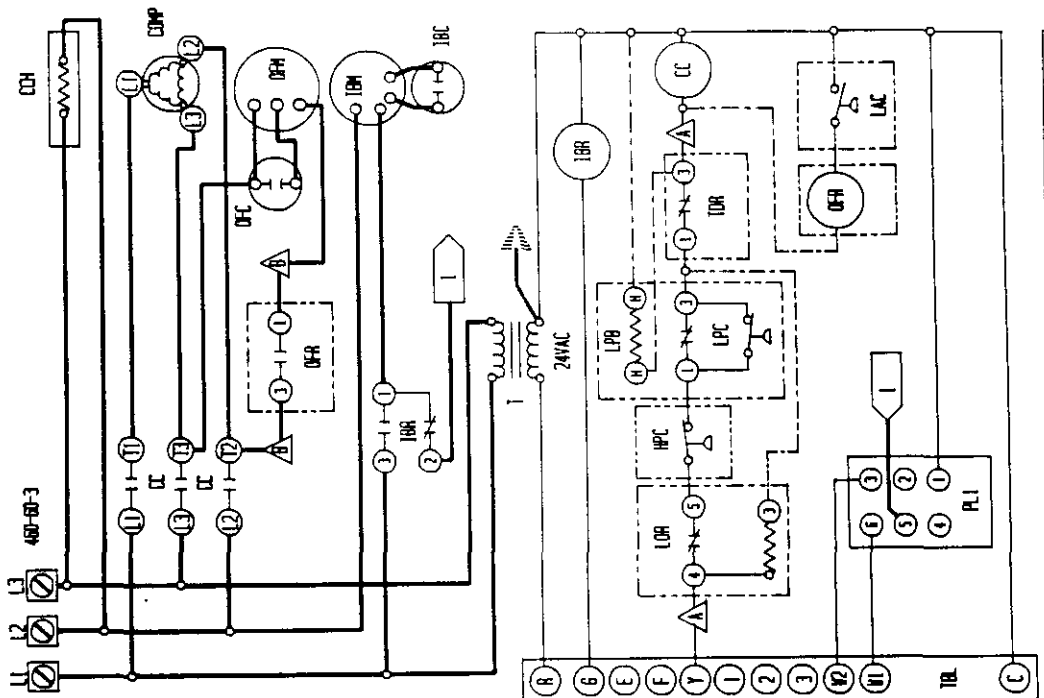 CCH
COMP
L1
L2
L3
OFM
IBM
IBC
OFC
B
1
3
OFR
B
1
T1
T3
T2
CC
CC
L1
L3
L2
1
3
2
IBR
T
24VAC
460-60-3
L3
L2
L1
CC
IBR
A
LAC
OFR
3
TDR
1
H
LPB
H
3
LPC
1
HPC
1
LOR
5
4
3
A
3
2
1
6
5
4
PL1
R
G
E
F
Y
1
2
3
W2
W1
C